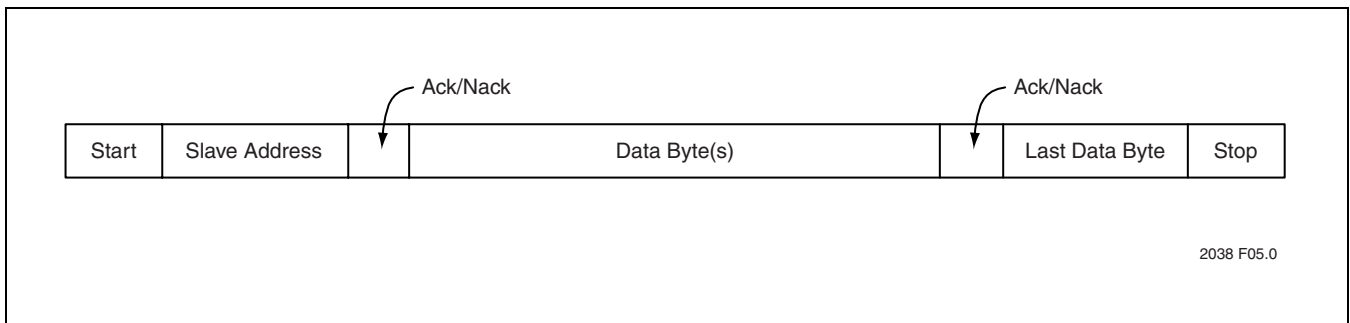 Ack/Nack
Ack/Nack
Start
Slave Address
Data Byte(s)
Last Data Byte
Stop
2038 F05.0